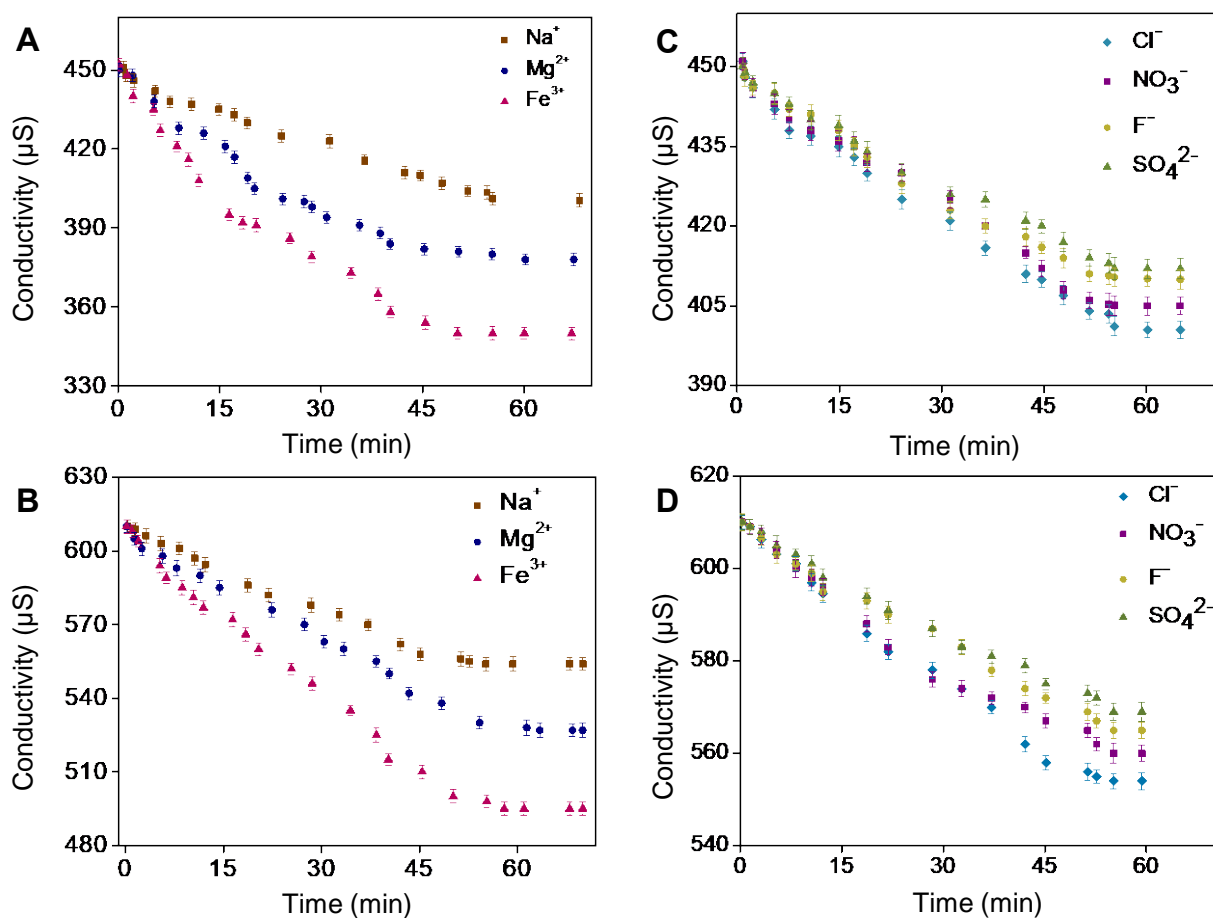 A
Na⁺
Mg²⁺
Fe³⁺
450
420
390
360
330
0 15 30 45 60
Conductivity (µS)
Time (min)
C
Cl⁻
NO₃⁻
F⁻
SO₄²⁻
450
435
420
405
390
0 15 30 45 60
Conductivity (µS)
Time (min)
B
Na⁺
Mg²⁺
Fe³⁺
630
600
570
540
510
480
0 15 30 45 60
Conductivity (µS)
Time (min)
D
Cl⁻
NO₃⁻
F⁻
SO₄²⁻
620
600
580
560
540
0 15 30 45 60
Conductivity (µS)
Time (min)